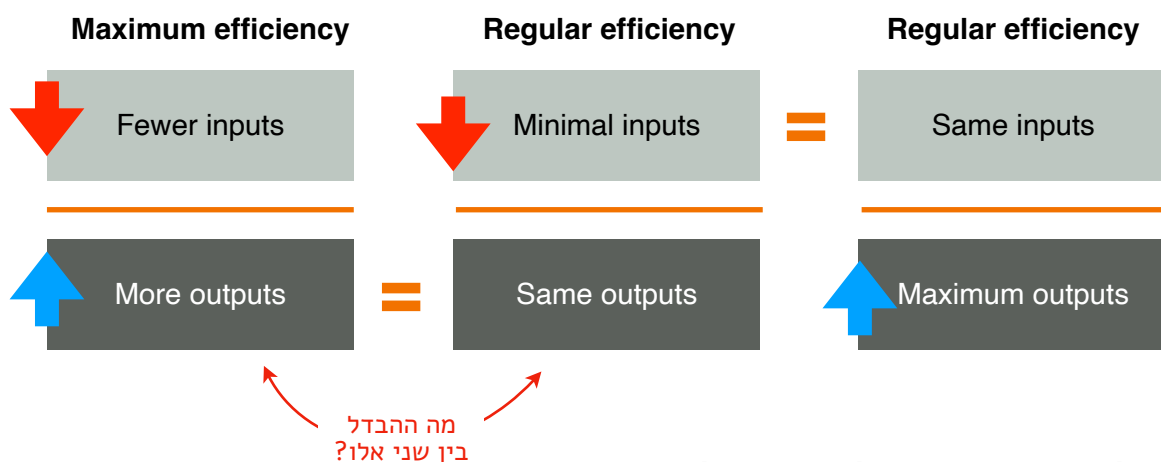 Maximum efficiency
Regular efficiency
Regular efficiency
Fewer inputs
Minimal inputs
=
Same inputs
More outputs
=
Same outputs
Maximum outputs
מה ההבדל
בין שני אלו?